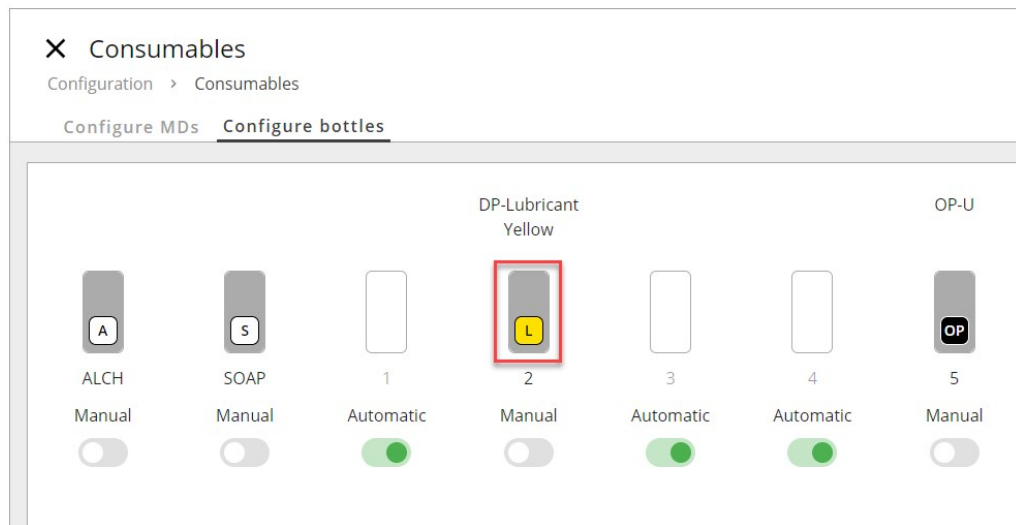 Consumables
Configuration > Consumables
Configure MDs Configure bottles
DP-Lubricant
Yellow
OP-U
A S L OP
ALCH SOAP 1 2 3 4 5
Manual Manual Automatic Manual Automatic Automatic Manual